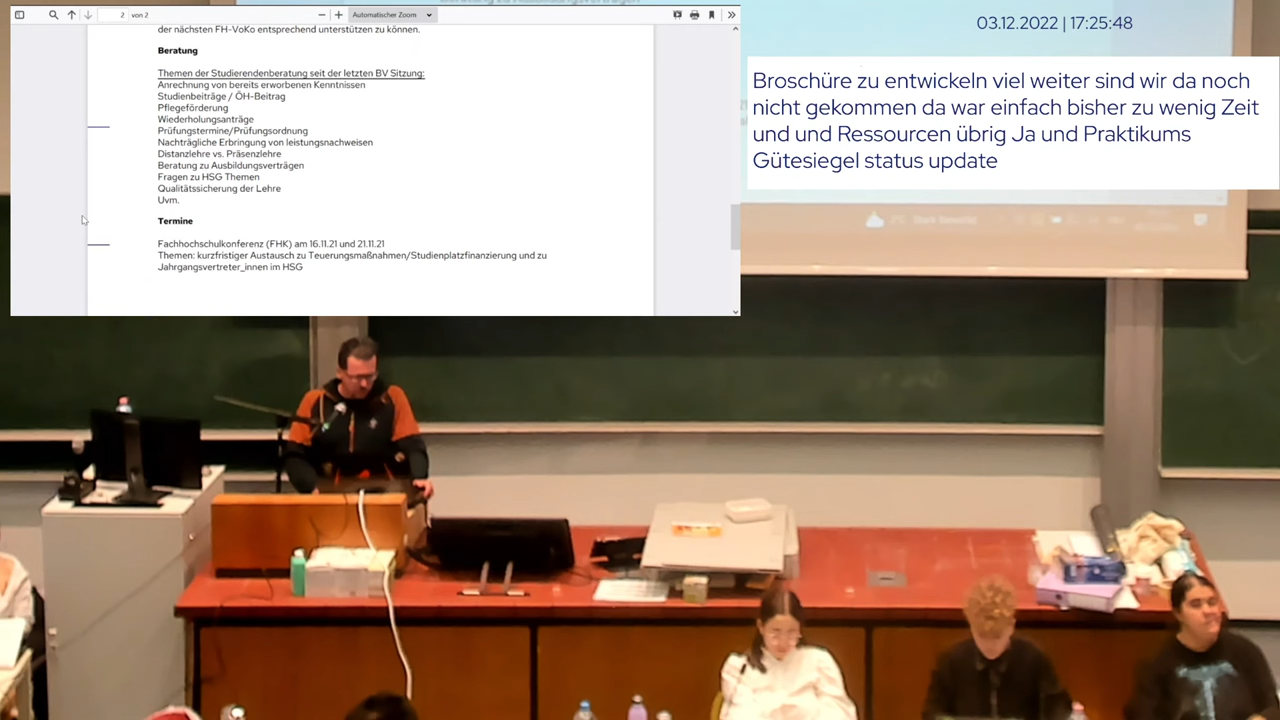 2
von 2
Automatischer Zoom
der nächsten FH-VoKo entsprechend unterstützen zu können.
Beratung
Themen der Studierendenberatung seit der letzten BV Sitzung:
Anrechnung von bereits erworbenen Kenntnissen
Studienbeiträge / ÖH-Beitrag
Pflegeförderung
Wiederholungsanträge
Prüfungstermine/Prüfungsordnung
Nachträgliche Erbringung von leistungsnachweisen
Distanzlehre vs. Präsenzlehre
Beratung zu Ausbildungsverträgen
Fragen zu HSG Themen
Qualitätssicherung der Lehre
Uvm.
Termine
Fachhochschulkonferenz (FHK) am 16.11.21 und 21.11.21
Themen: kurzfristiger Austausch zu Teuerungsmaßnahmen/Studienplatzfinanzierung und zu
Jahrgangsvertreter_innen im HSG
03.12.2022 | 17:25:48
Broschüre zu entwickeln viel weiter sind wir da noch
nicht gekommen da war einfach bisher zu wenig Zeit
und und Ressourcen übrig Ja und Praktikums
Gütesiegel status update